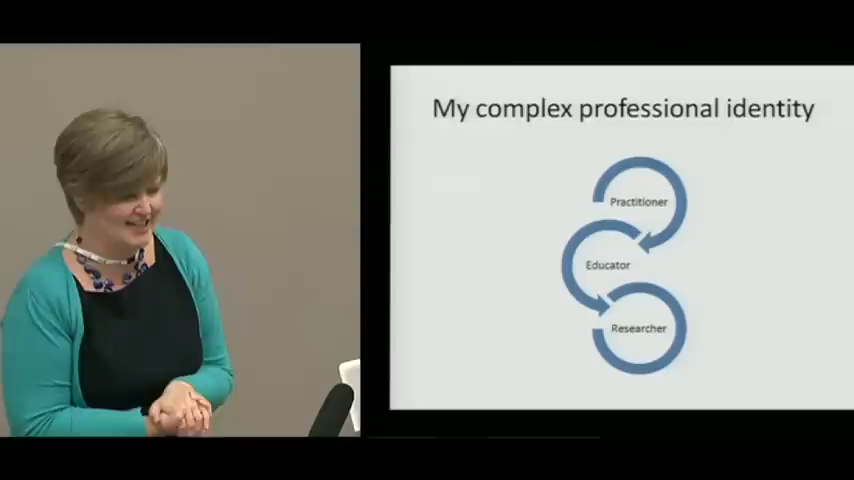 My complex professional identity
Practitioner
Educator
Researcher